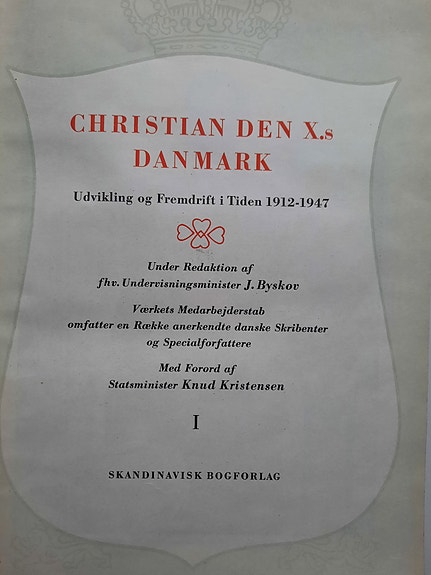 CHRISTIAN DEN X.s
DANMARK
Udvikling og Fremdrift i Tiden 1912-1947
Under Redaktion af
fhv. Undervisningsminister J. Byskov
Værkets Medarbejderstab
omfatter en Række anerkendte danske Skribenter
og Specialforfattere
Med Forord af
Statsminister Knud Kristensen
I
SKANDINAVISK BOGFORLAG